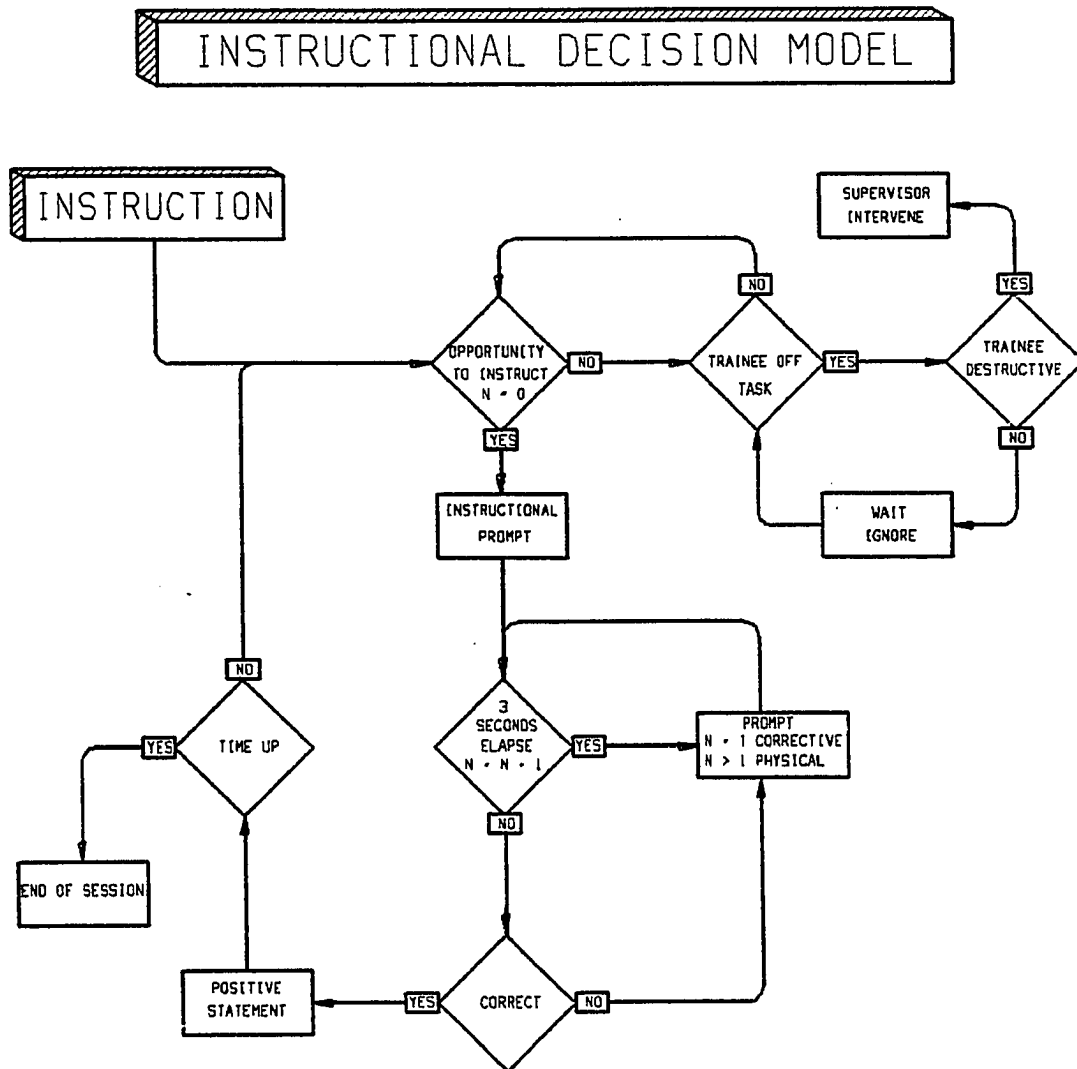 INSTRUCTIONAL DECISION MODEL
INSTRUCTION
SUPERVISOR
INTERVENE
NO
YES
OPPORTUNITY
TO INSTRUCT
N = 0
NO
TRAINEE OFF
TASK
YES
TRAINEE
DESTRUCTIVE
YES
NO
INSTRUCTIONAL
PROMPT
WAIT
IGNORE
NO
3
SECONDS
ELAPSE
N = N + 1
YES
PROMPT
N = 1 CORRECTIVE
N > 1 PHYSICAL
YES
TIME UP
NO
END OF SESSION
POSITIVE
STATEMENT
YES
CORRECT
NO